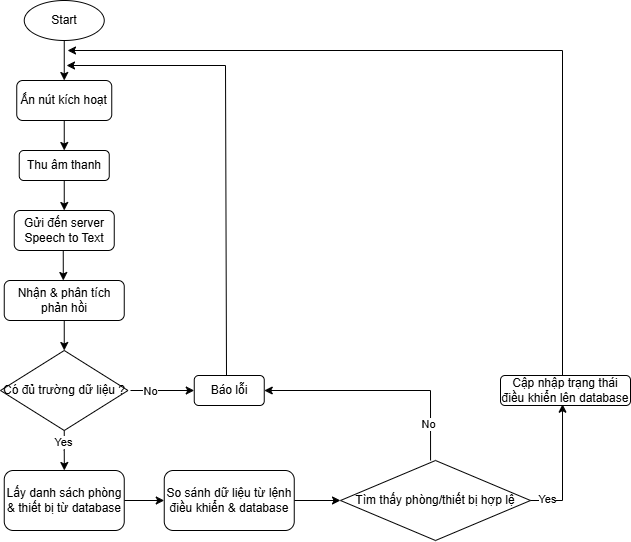 Start
Ấn nút kích hoạt
Thu âm thanh
Gửi đến server
Speech to Text
Nhận & phân tích
phản hồi
Có đủ trường dữ liệu ?
No
Báo lỗi
Cập nhập trạng thái
điều khiển lên database
No
Yes
Lấy danh sách phòng
& thiết bị từ database
So sánh dữ liệu từ lệnh
điều khiển & database
Tìm thấy phòng/thiết bị hợp lệ
Yes